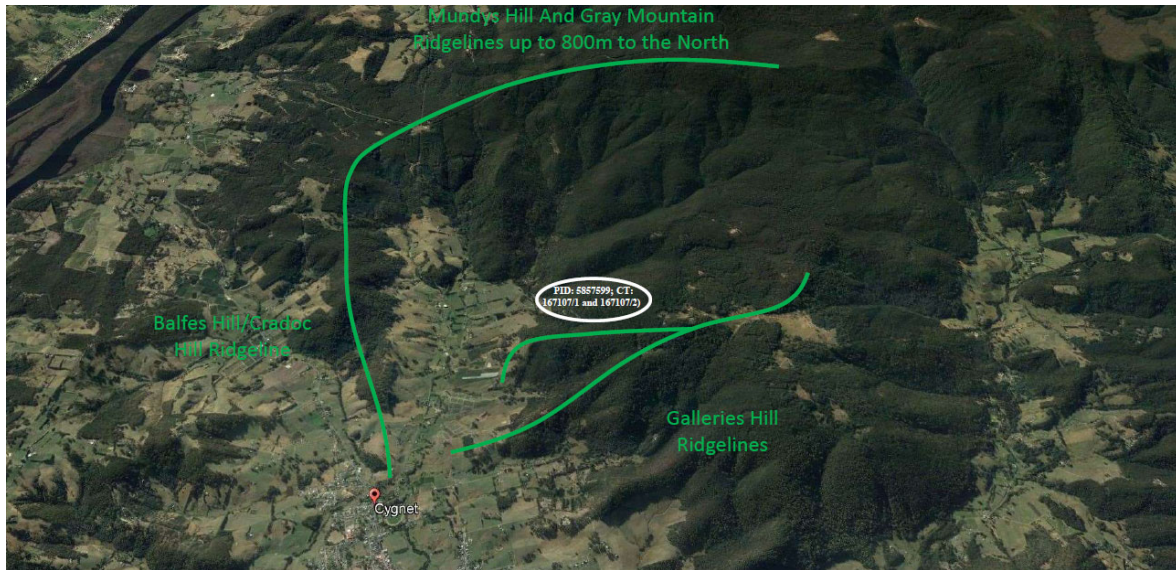 Mundys Hill And Gray Mountain
Ridgelines up to 800m to the North
PID: 5857599; CT:
167107/1 and 167107/2)
Balfes Hill/Cradoc
Hill Ridgeline
Galleries Hill
Ridgelines
Cygnet